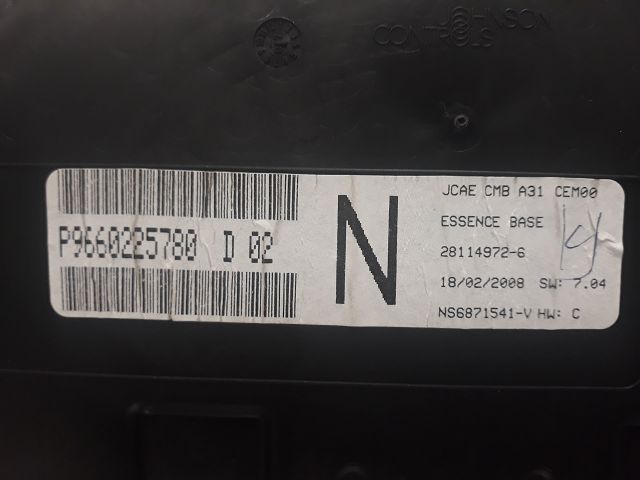 JOHNSON
CONTROLS
P9660225780 D 02
N
JCAE CMB A31 CEM00
ESSENCE BASE
28114972-6
18/02/2008 SW: 7.04
NS6871541-V HW: C